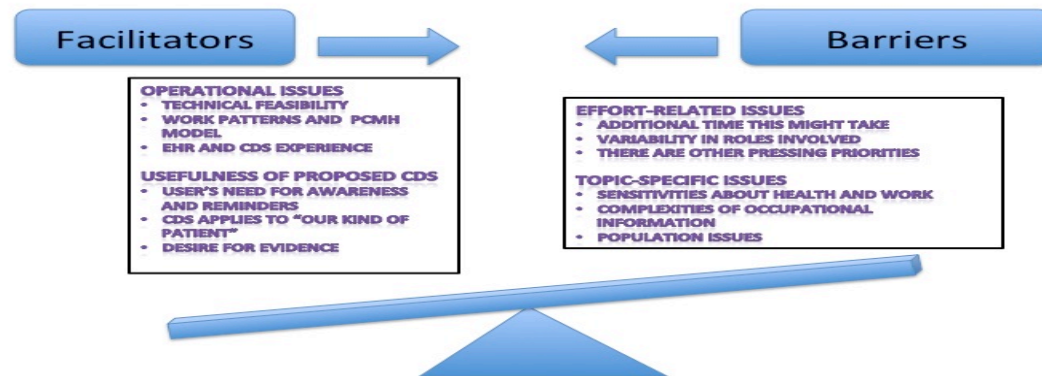 Facilitators
Barriers
OPERATIONAL ISSUES
• TECHNICAL FEASIBILITY
• WORK PATTERNS AND PCMH
MODEL
• EHR AND CDS EXPERIENCE
USEFULNESS OF PROPOSED CDS
• USER'S NEED FOR AWARENESS
AND REMINDERS
• CDS APPLIES TO "OUR KIND OF
PATIENT"
• DESIRE FOR EVIDENCE
EFFORT-RELATED ISSUES
• ADDITIONAL TIME THIS MIGHT TAKE
• VARIABILITY IN ROLES INVOLVED
• THERE ARE OTHER PRESSING PRIORITIES
TOPIC-SPECIFIC ISSUES
• SENSITIVITIES ABOUT HEALTH AND WORK
• COMPLEXITIES OF OCCUPATIONAL
INFORMATION
• POPULATION ISSUES